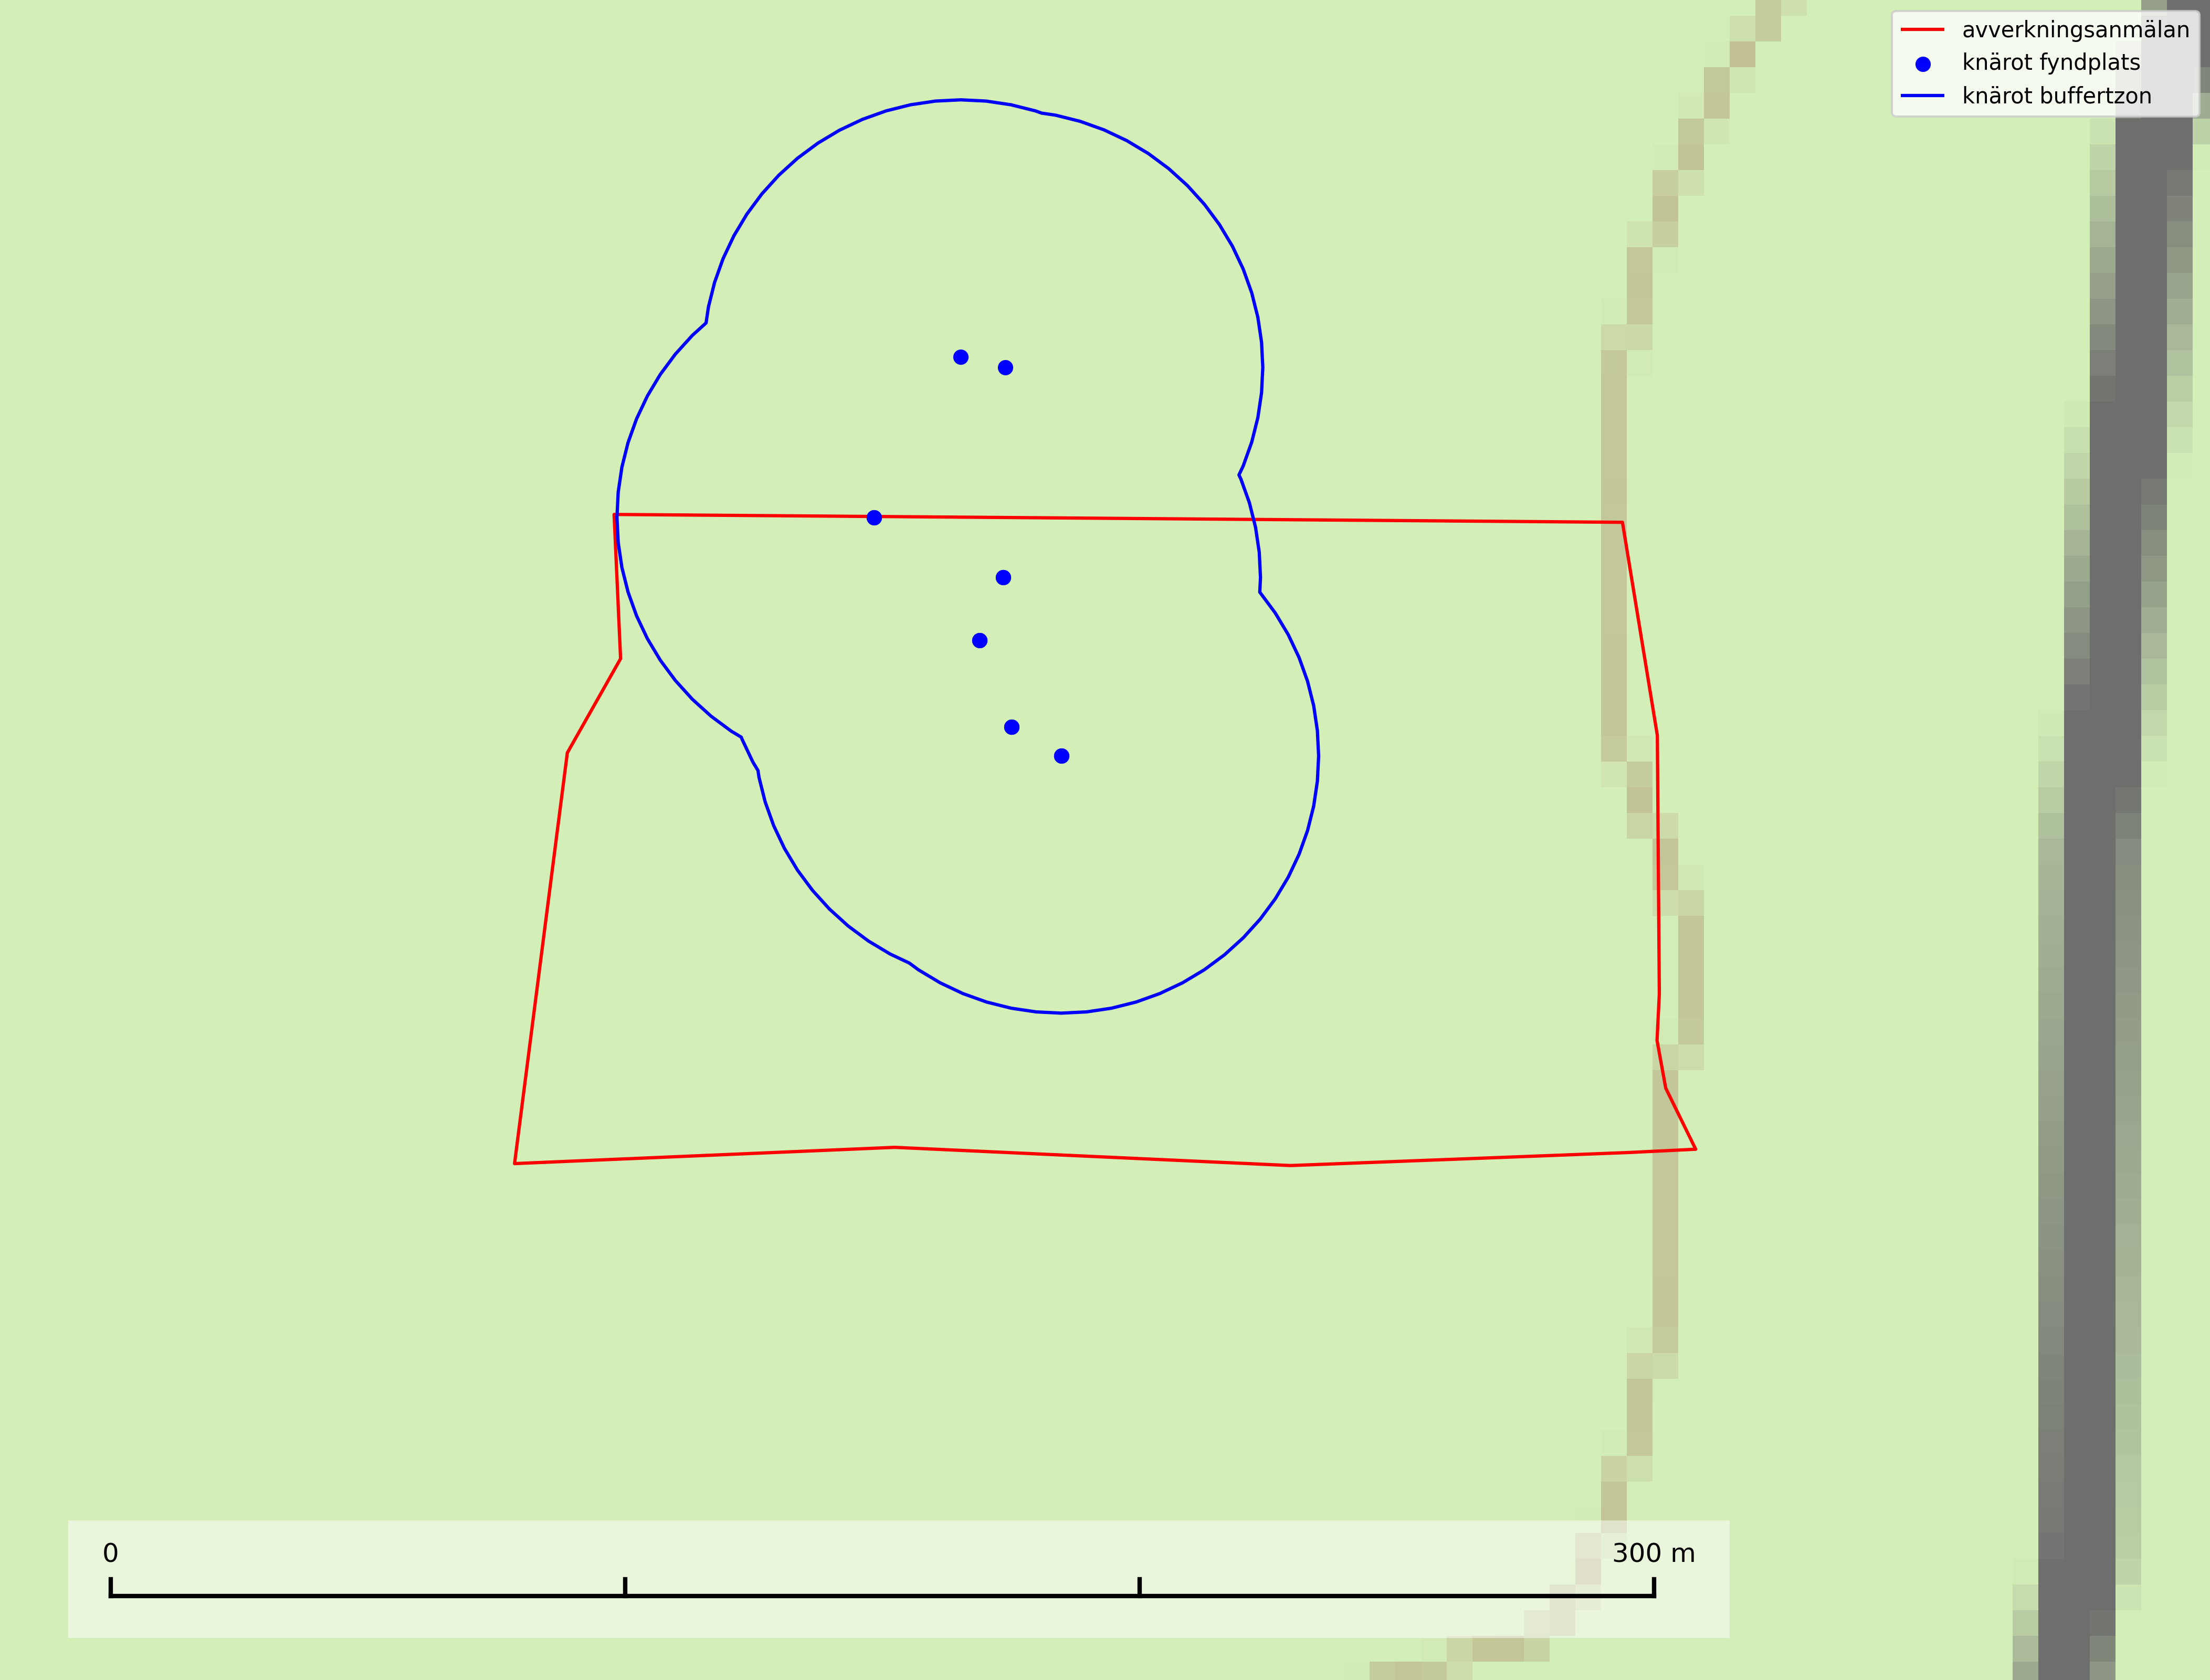 avverkningsanmälan
knärot fyndplats
knärot buffertzon
0
300 m